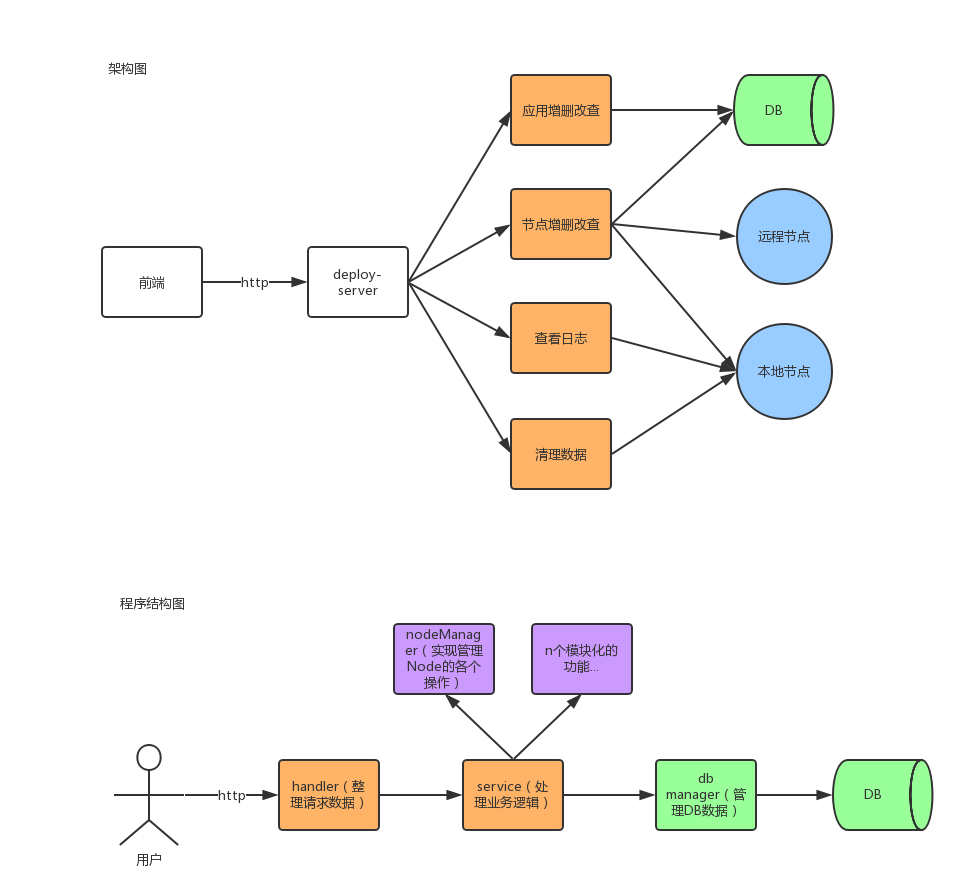 架构图
应用增删改查
DB
节点增删改查
远程节点
前端
http
deploy-
server
查看日志
本地节点
清理数据
程序结构图
nodeManag
er（实现管理
Node的各个
操作）
n个模块化的
功能...
http
handler（整
理请求数据）
service（处
理业务逻辑）
db
manager（管
理DB数据）
DB
用户